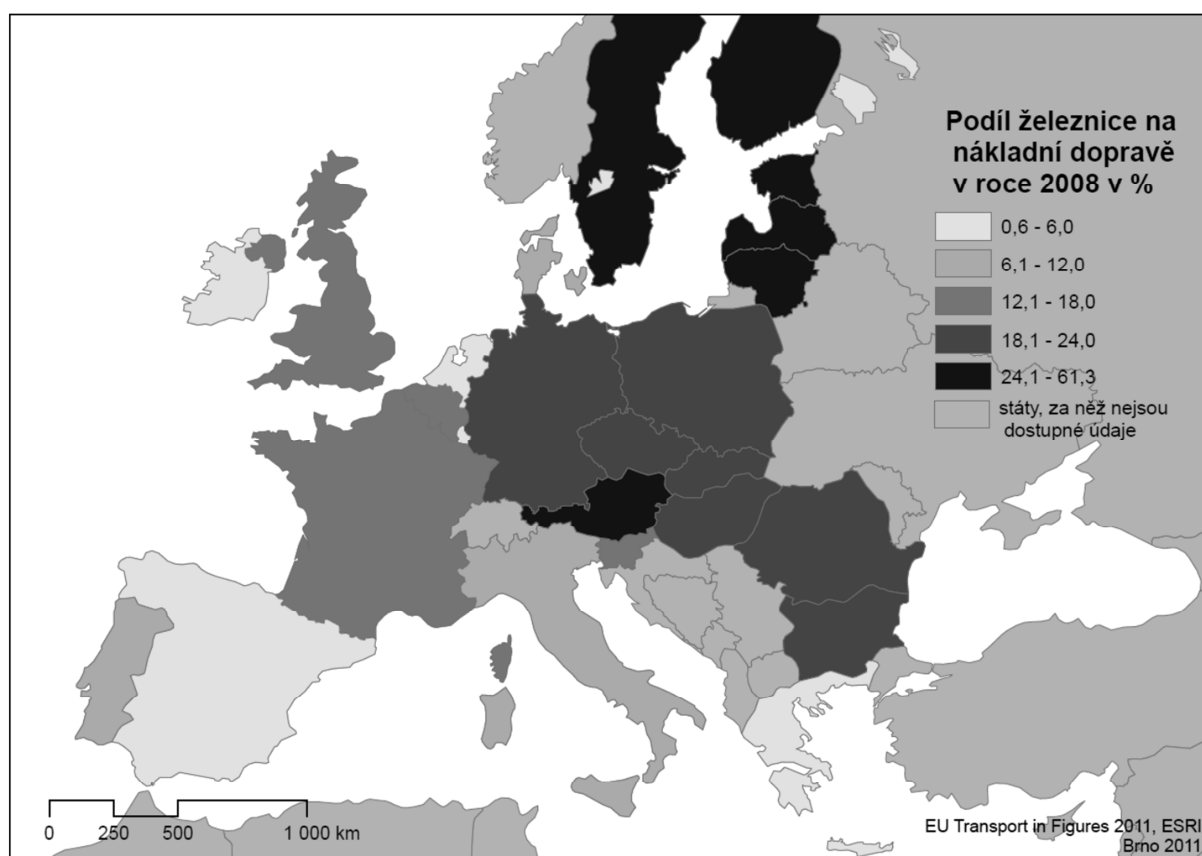 Podíl železnice na
nákladní dopravě
v roce 2008 v %
0,6 - 6,0
6,1 - 12,0
12,1 - 18,0
18,1 - 24,0
24,1 - 61,3
státy, za něž nejsou
dostupné údaje
0 250 500 1 000 km
EU Transport in Figures 2011, ESRI
Brno 2011